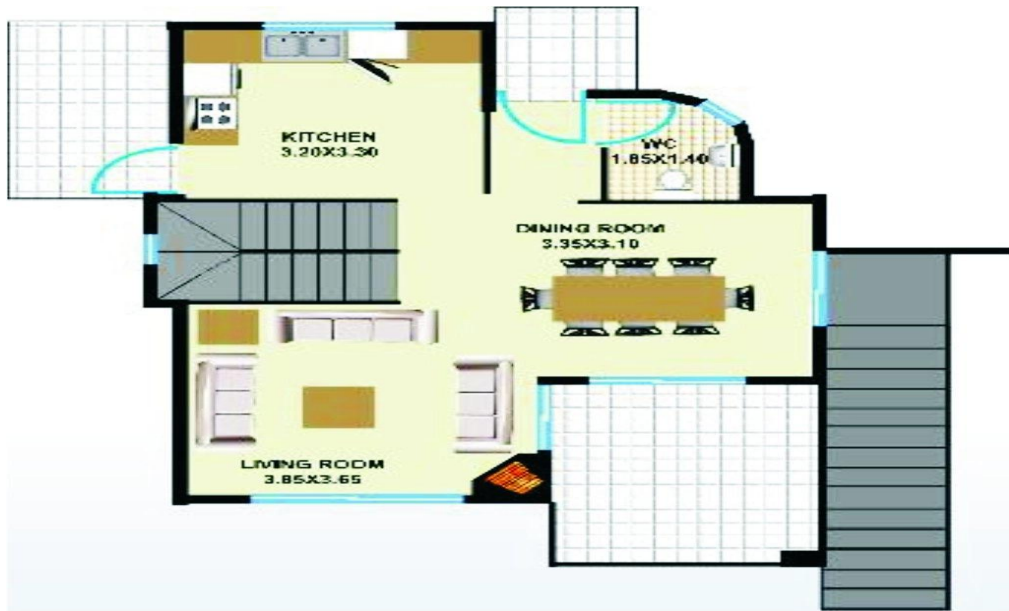 KITCHEN
3.20X3.30
WC
1.85X1.40
DINING ROOM
3.35X3.10
LIVING ROOM
3.85X3.65